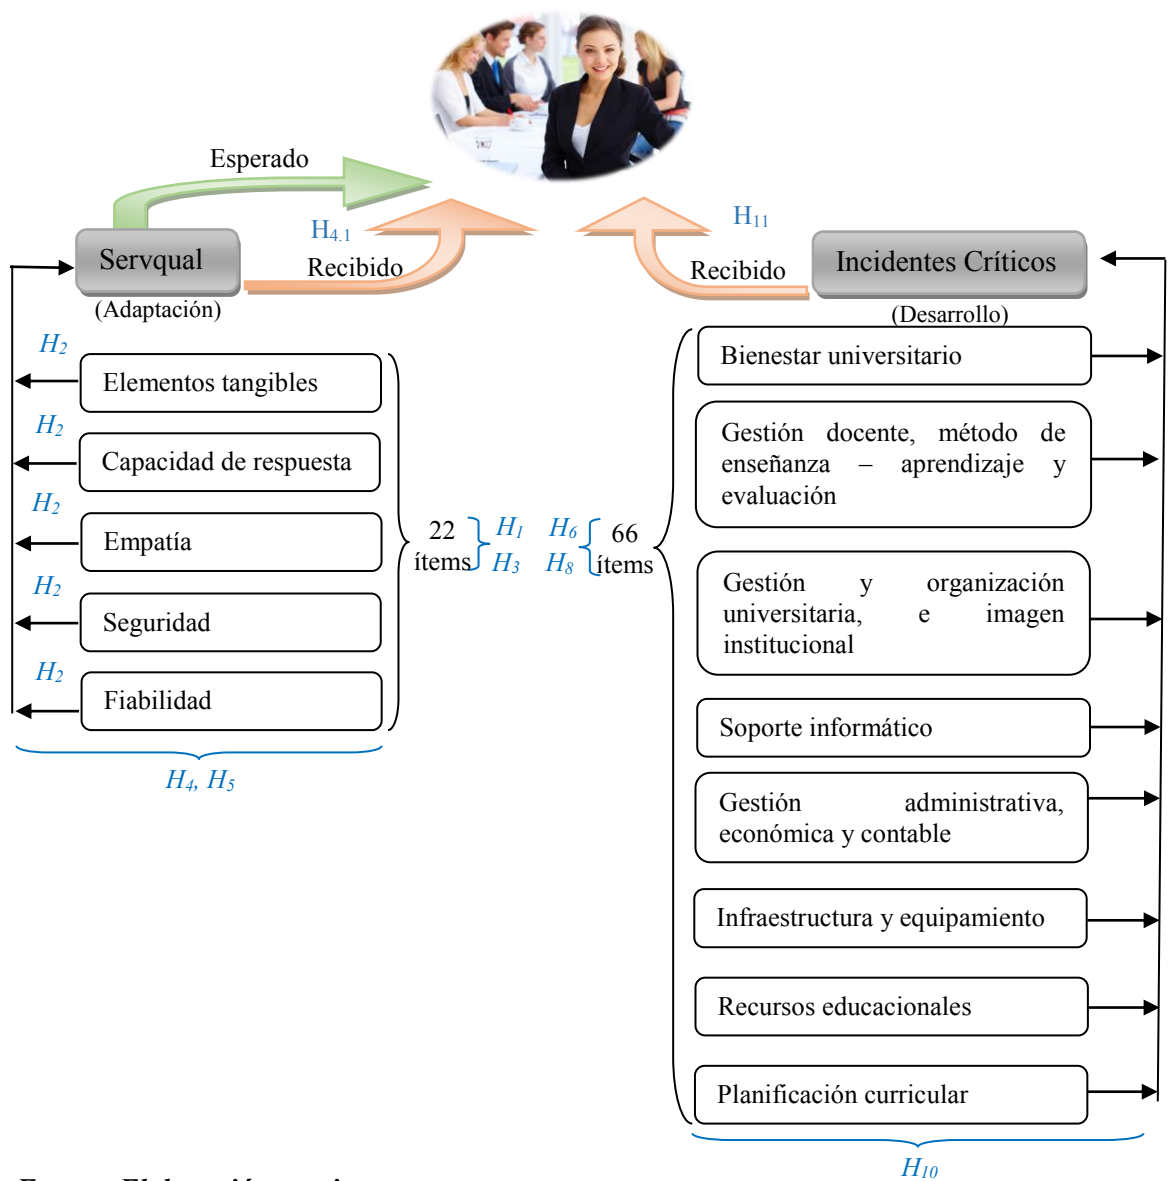 Esperado
H4.1
H11
Servqual
Recibido
Recibido
Incidentes Críticos
(Adaptación)
(Desarrollo)
H2
Elementos tangibles
H2
Capacidad de respuesta
H2
Empatía
H2
Seguridad
H2
Fiabilidad
H4, H5
22
ítems
H1
H3
H6
H8
66
ítems
Bienestar universitario
Gestión docente, método de
enseñanza – aprendizaje y
evaluación
Gestión y organización
universitaria, e imagen
institucional
Soporte informático
Gestión administrativa,
económica y contable
Infraestructura y equipamiento
Recursos educacionales
Planificación curricular
H10